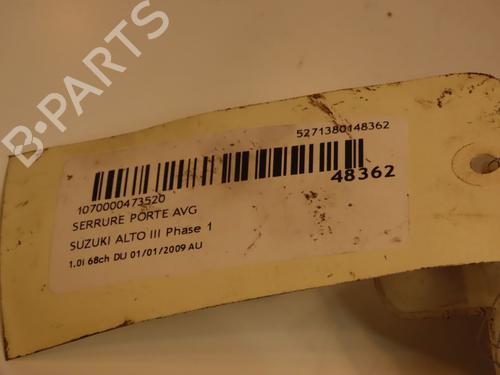 B-PARTS
5271380148362
48362
1070000473520
SERRURE PORTE AVG
SUZUKI ALTO III Phase 1
1.0i 68ch DU 01/01/2009 AU